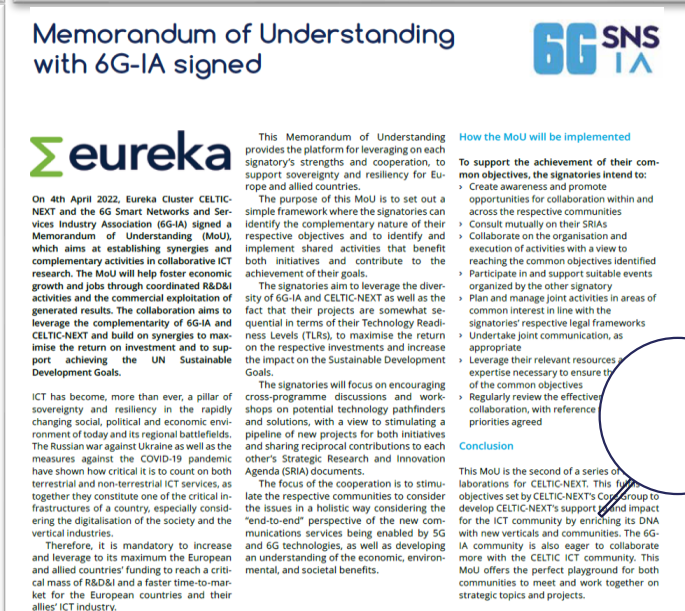 Memorandum of Understanding
with 6G-IA signed
6G SNS
IA
eureka
On 4th April 2022, Eureka Cluster CELTIC-
NEXT and the 6G Smart Networks and Ser-
vices Industry Association (6G-IA) signed a
Memorandum of Understanding (MoU),
which aims at establishing synergies and
complementary activities in collaborative ICT
research. The MoU will help foster economic
growth and jobs through coordinated R&D&I
activities and the commercial exploitation of
generated results. The collaboration aims to
leverage the complementarity of 6G-IA and
CELTIC-NEXT and build on synergies to max-
imise the return on investment and to sup-
port achieving the UN Sustainable
Development Goals.
ICT has become, more than ever, a pillar of
sovereignty and resiliency in the rapidly
changing social, political and economic envi-
ronment of today and its regional battlefields.
The Russian war against Ukraine as well as the
measures against the COVID-19 pandemic
have shown how critical it is to count on both
terrestrial and non-terrestrial ICT services, as
together they constitute one of the critical in-
frastructures of a country, especially consid-
ering the digitalisation of the society and the
vertical industries.
Therefore, it is mandatory to increase
and leverage to its maximum the European
and allied countries' funding to reach a criti-
cal mass of R&D&I and a faster time-to-mar-
ket for the European countries and their
allies' ICT industry.
This Memorandum of Understanding
provides the platform for leveraging on each
signatory's strengths and cooperation, to
support sovereignty and resiliency for Eu-
rope and allied countries.
The purpose of this MoU is to set out a
simple framework where the signatories can
identify the complementary nature of their
respective objectives and to identify and
implement shared activities that benefit
both initiatives and contribute to the
achievement of their goals.
The signatories aim to leverage the diver-
sity of 6G-IA and CELTIC-NEXT as well as the
fact that their projects are somewhat se-
quential in terms of their Technology Readi-
ness Levels (TLRs), to maximise the return
on the respective investments and increase
the impact on the Sustainable Development
Goals.
The signatories will focus on encouraging
cross-programme discussions and work-
shops on potential technology pathfinders
and solutions, with a view to stimulating a
pipeline of new projects for both initiatives
and sharing reciprocal contributions to each
other's Strategic Research and Innovation
Agenda (SRIA) documents.
The focus of the cooperation is to stimu-
late the respective communities to consider
the issues in a holistic way considering the
"end-to-end" perspective of the new com-
munications services being enabled by 5G
and 6G technologies, as well as developing
an understanding of the economic, environ-
mental, and societal benefits.
How the MoU will be implemented
To support the achievement of their com-
mon objectives, the signatories intend to:
› Create awareness and promote
opportunities for collaboration within and
across the respective communities
› Consult mutually on their SRIAs
› Collaborate on the organisation and
execution of activities with a view to
reaching the common objectives identified
› Participate in and support suitable events
organized by the other signatory
› Plan and manage joint activities in areas of
common interest in line with the
signatories' respective legal frameworks
› Undertake joint communication, as
appropriate
› Leverage their relevant resources
expertise necessary to ensure
of the common objectives
› Regularly review the
collaboration, with reference
priorities agreed
Conclusion
This MoU is the second of a series of
laborations for CELTIC-NEXT. This
objectives set by CELTIC-NEXT's Core Group to
develop CELTIC-NEXT's support and impact
for the ICT community by enriching its DNA
with new verticals and communities. The 6G-
IA community is also eager to collaborate
more with the CELTIC ICT community. This
MoU offers the perfect playground for both
communities to meet and work together on
strategic topics and projects.